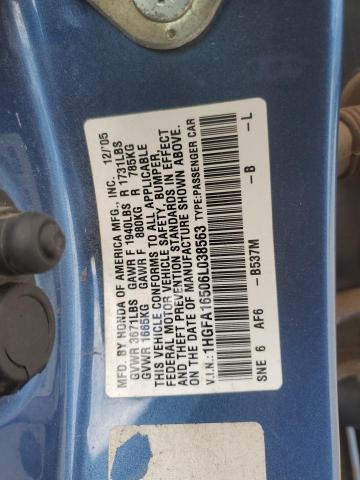 MFD. BY HONDA OF AMERICA MFG., INC. 12/'05
GVWR 3671LBS GAWR F 1940LBS R 1731LBS
GVWR 1665KG GAWR F 880KG R 785KG
THIS VEHICLE CONFORMS TO ALL APPLICABLE
FEDERAL MOTOR VEHICLE SAFETY, BUMPER,
AND THEFT PREVENTION STANDARDS IN EFFECT
ON THE DATE OF MANUFACTURE SHOWN ABOVE.
V.I.N.: 1HGFA16506L038563 TYPE:PASSENGER CAR
SNE 6 AF6 -B537M -B -L